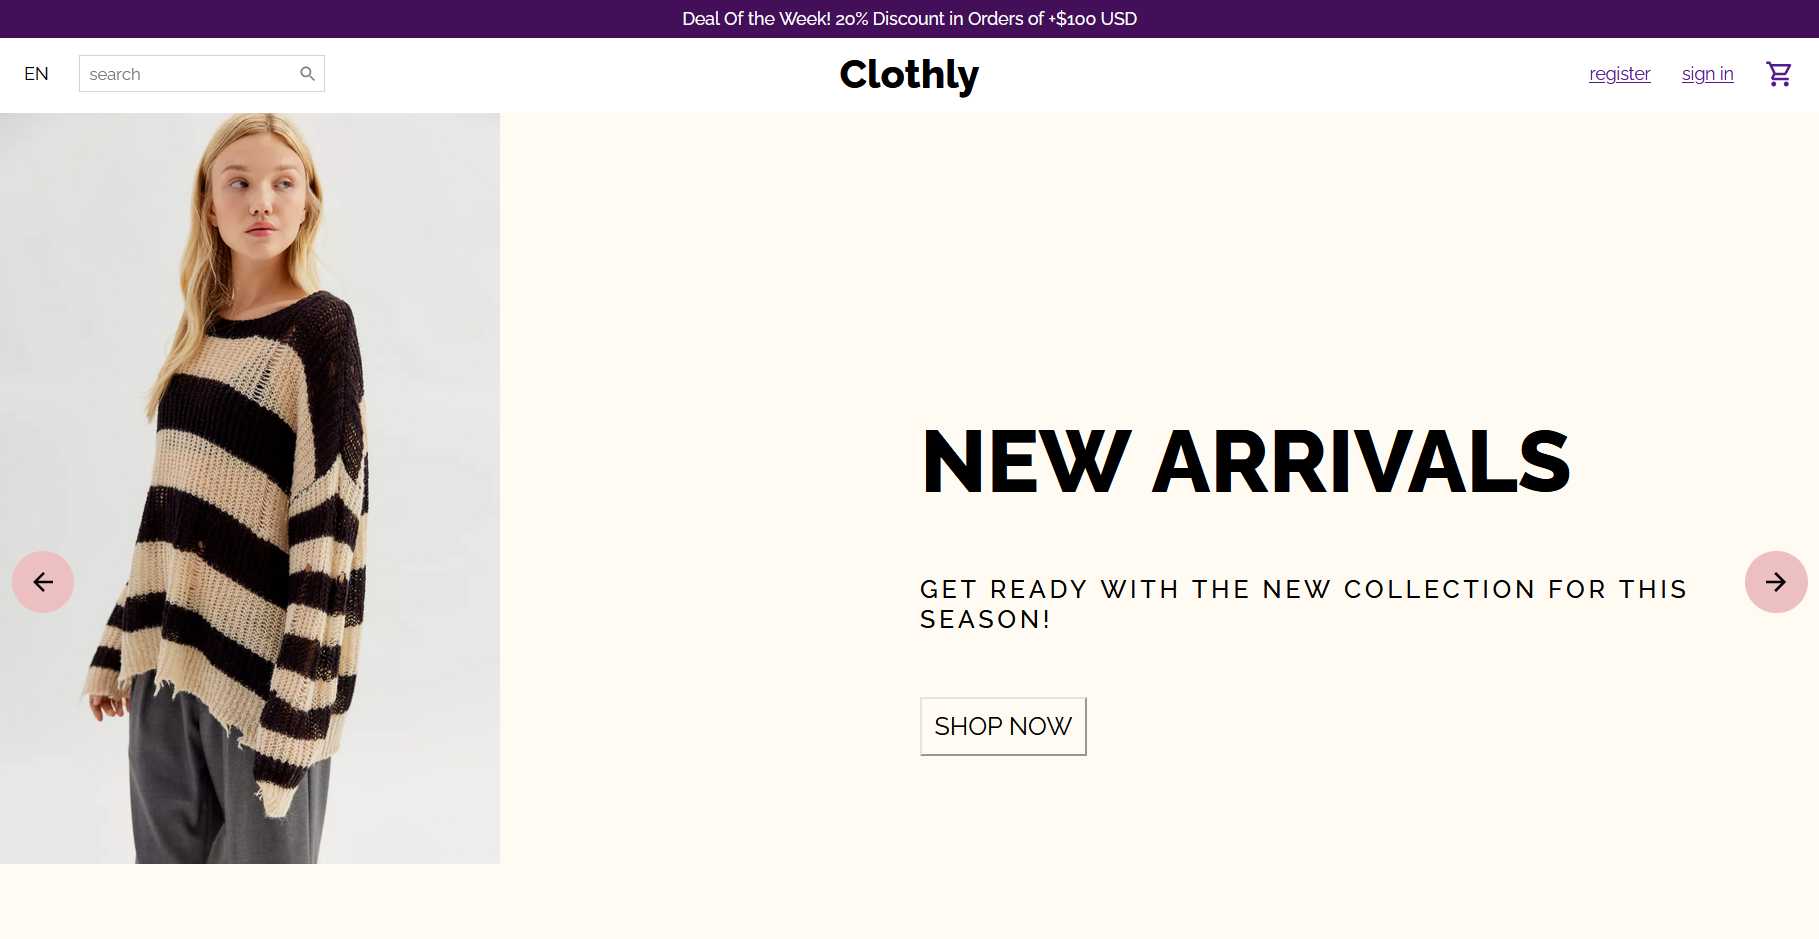 Deal Of the Week! 20% Discount in Orders of +$100 USD
EN
search
Clothly
register
sign in
NEW ARRIVALS
GET READY WITH THE NEW COLLECTION FOR THIS
SEASON!
SHOP NOW